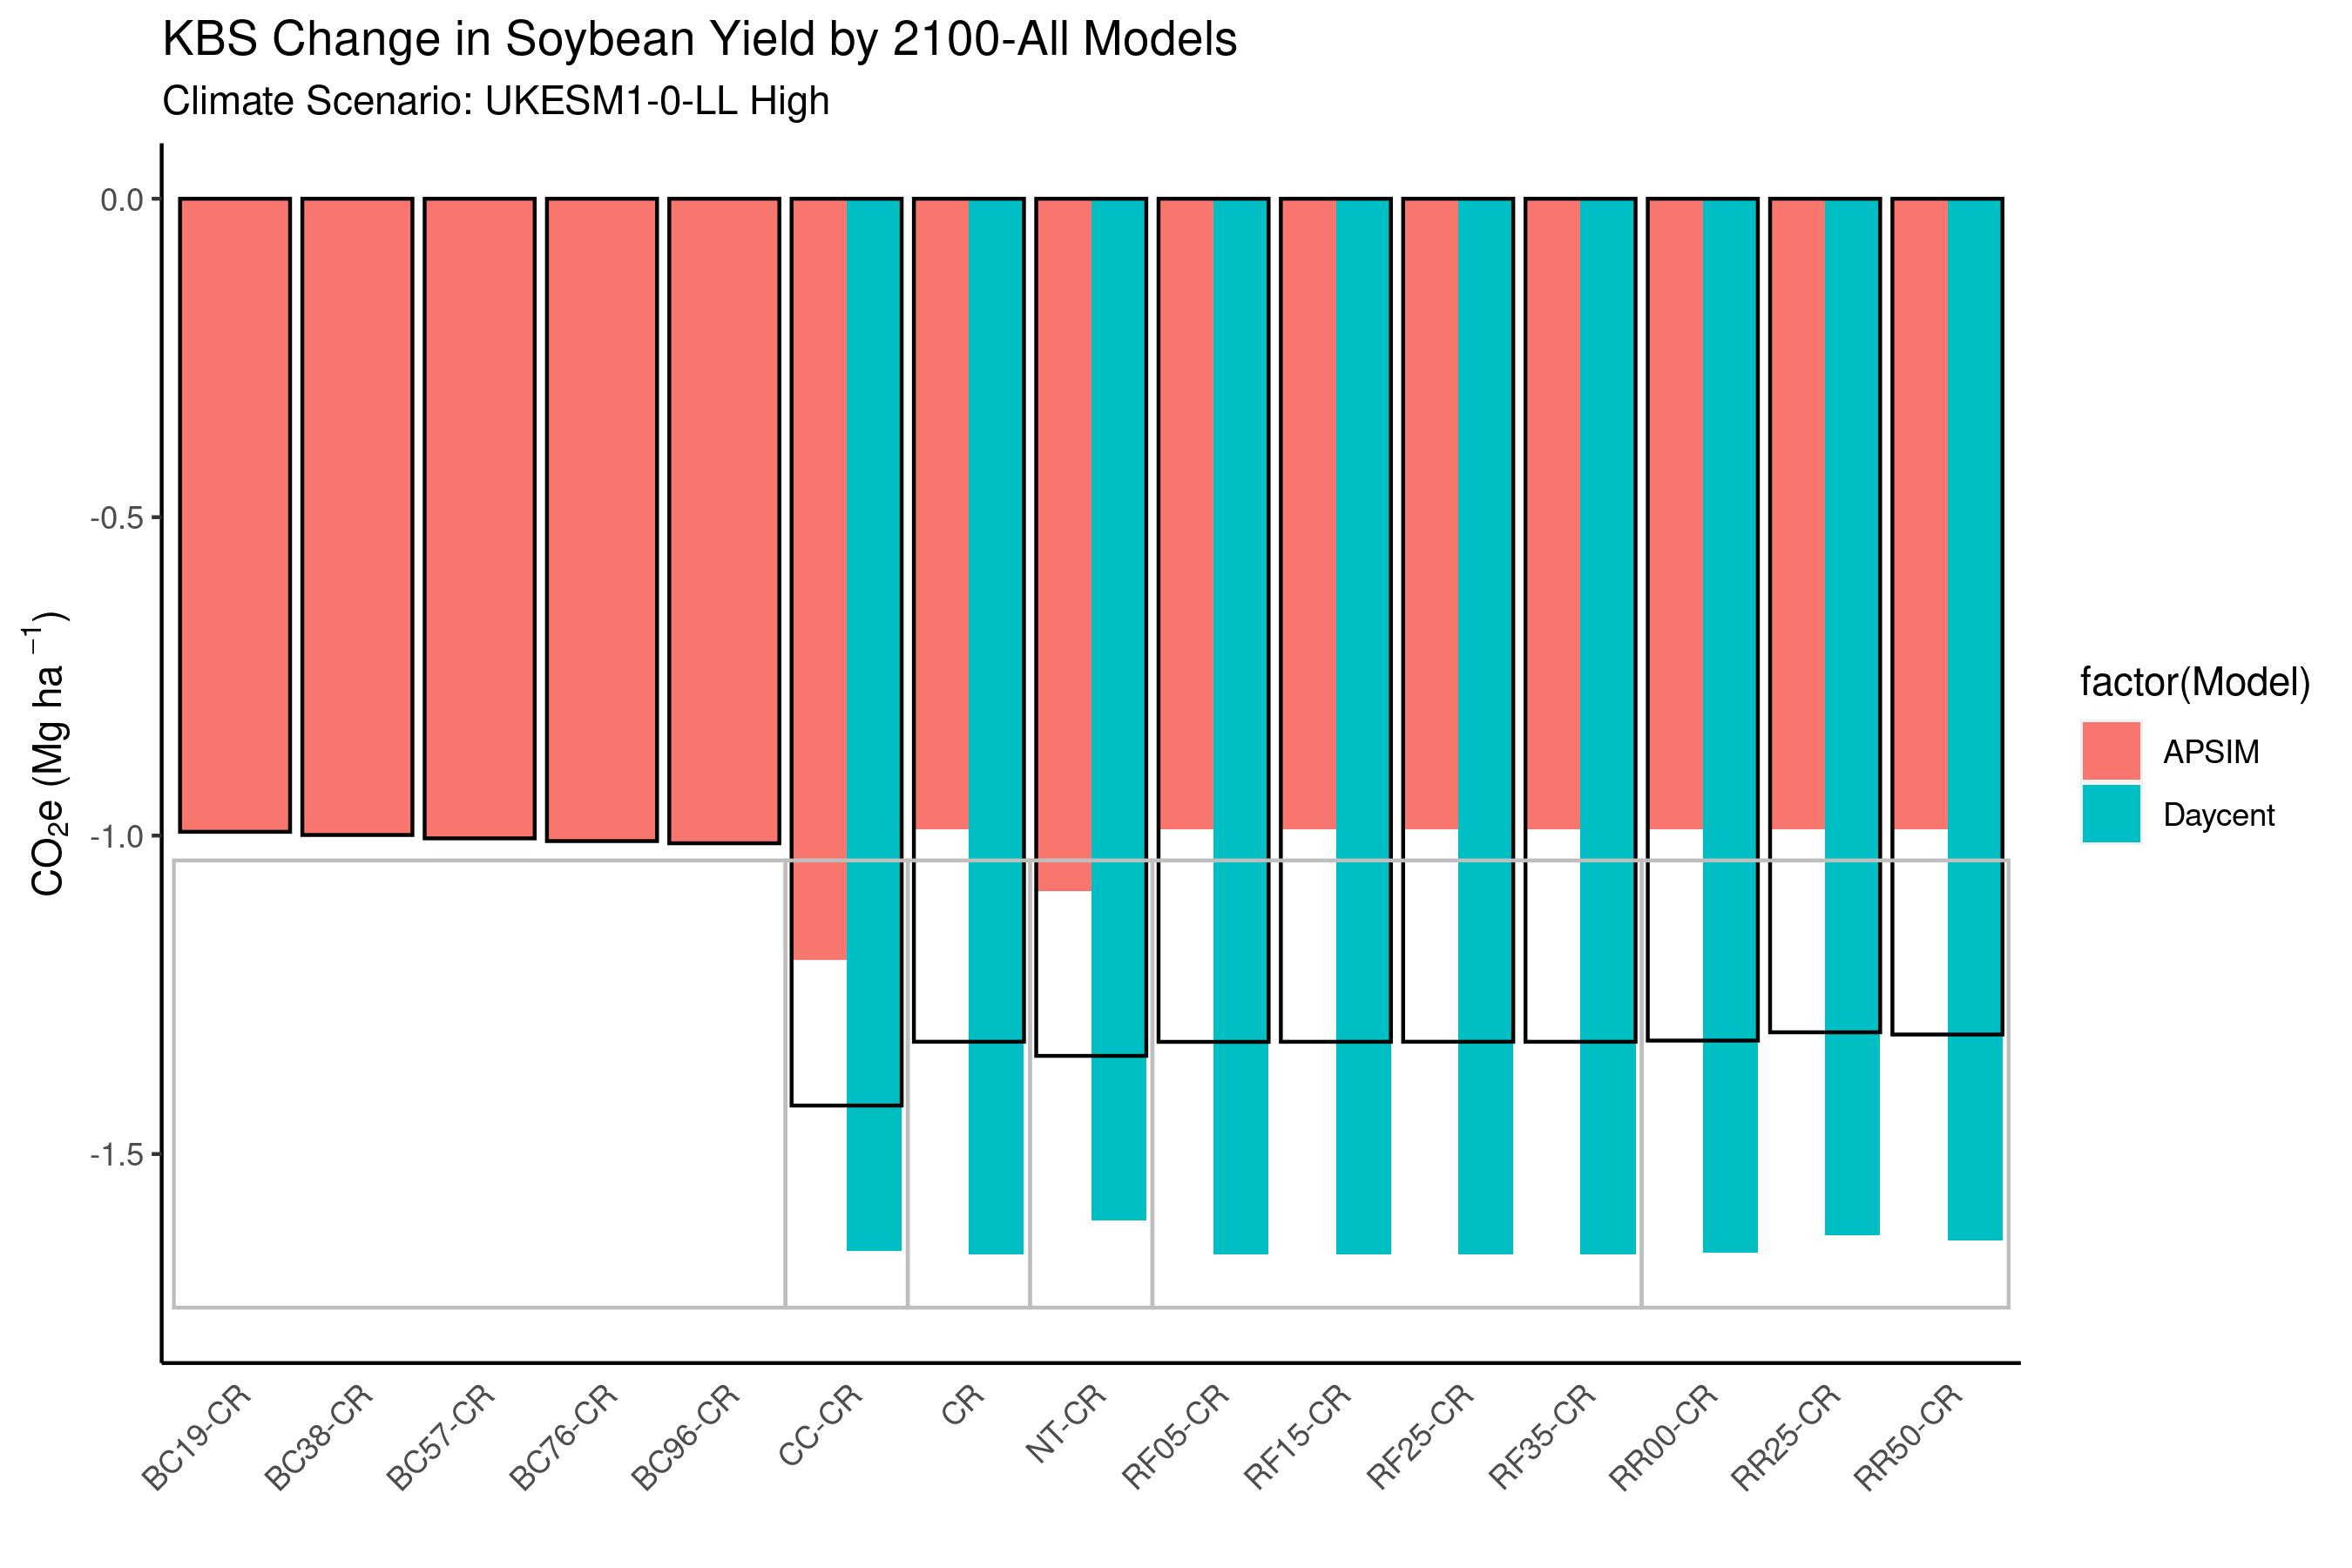 KBS Change in Soybean Yield by 2100-All Models
Climate Scenario: UKESM1-0-LL High
0.0
-0.5
-1.0
-1.5
CO₂e (Mg ha ⁻¹)
BC19-CR
BC38-CR
BC57-CR
BC76-CR
BC96-CR
CC-CR
CR
NT-CR
RF05-CR
RF15-CR
RF25-CR
RF35-CR
RR00-CR
RR25-CR
RR50-CR
factor(Model)
APSIM
Daycent